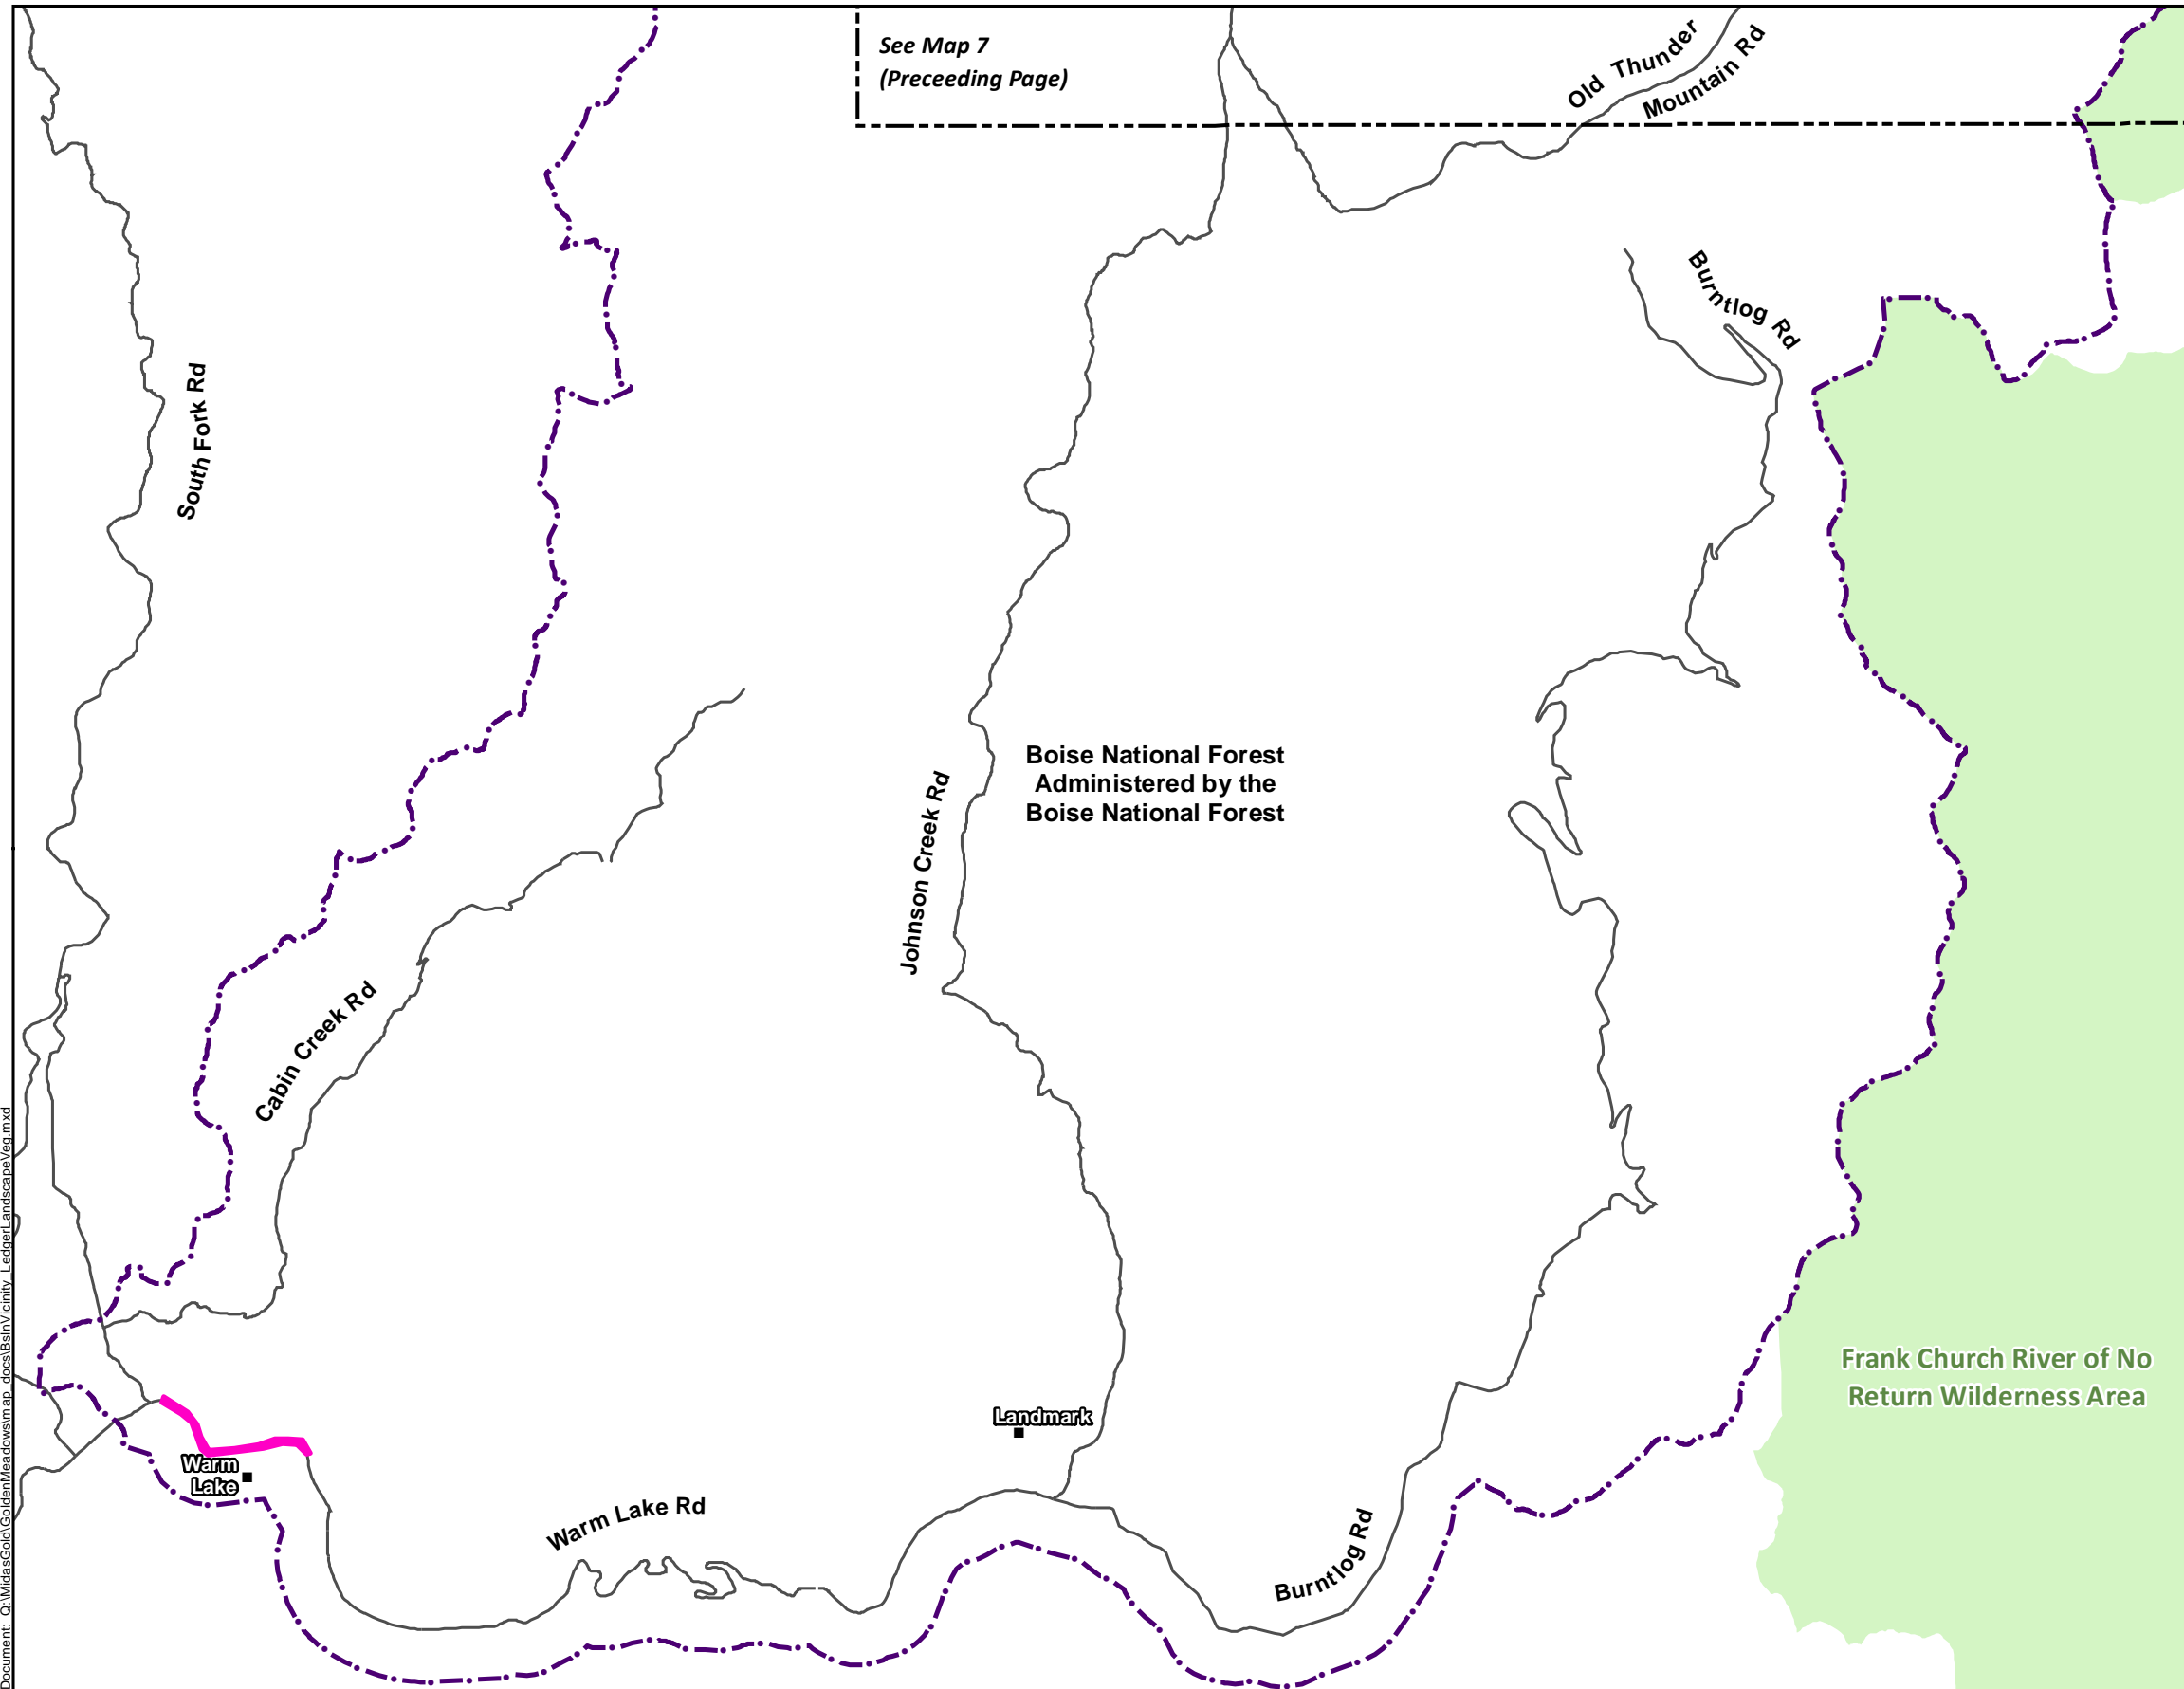 See Map 7
(Preceeding Page)
Old Thunder
Mountain Rd
Burntlog Rd
South Fork Rd
Boise National Forest
Administered by the
Boise National Forest
Johnson Creek Rd
Cabin Creek Rd
Frank Church River of No
Return Wilderness Area
Landmark
Warm
Lake
Warm Lake Rd
Burntlog Rd
Document: Q:\MidasGold\GoldenMeadows\map_docs\BslnVicinity_LedgerLandscapeVeg.mxd